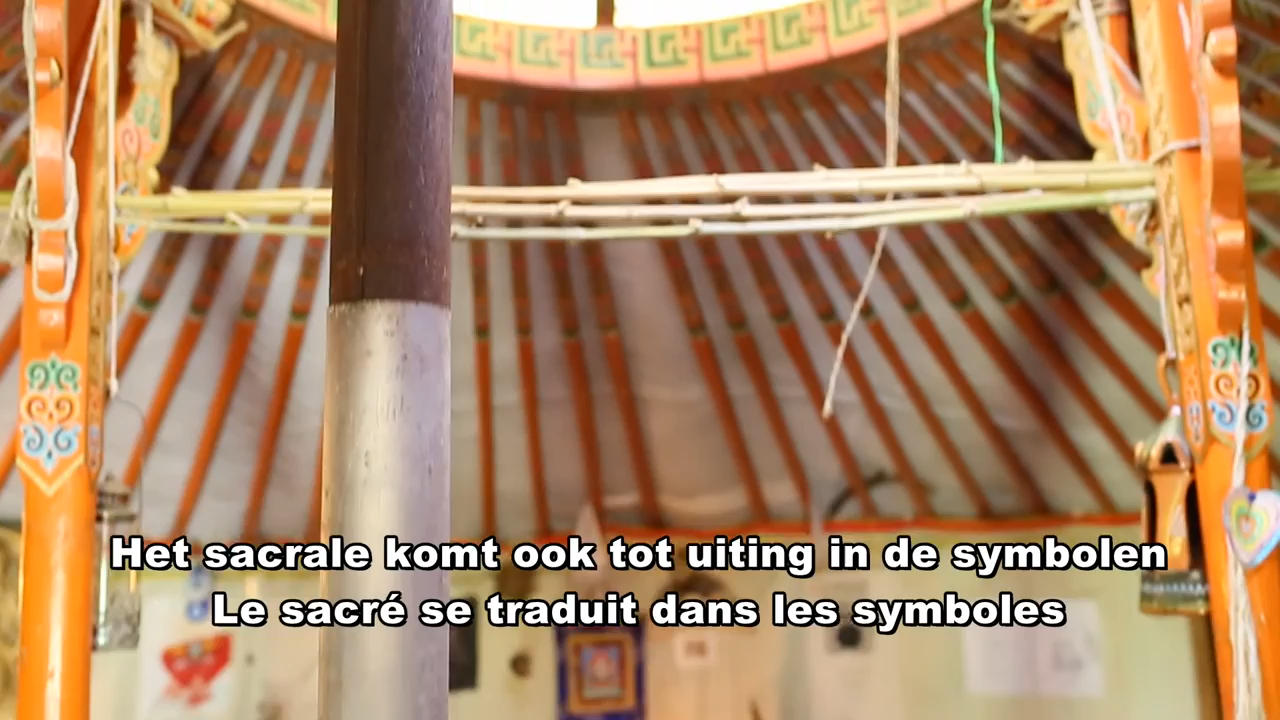 Het sacrale komt ook tot uiting in de symbolen
Le sacré se traduit dans les symboles